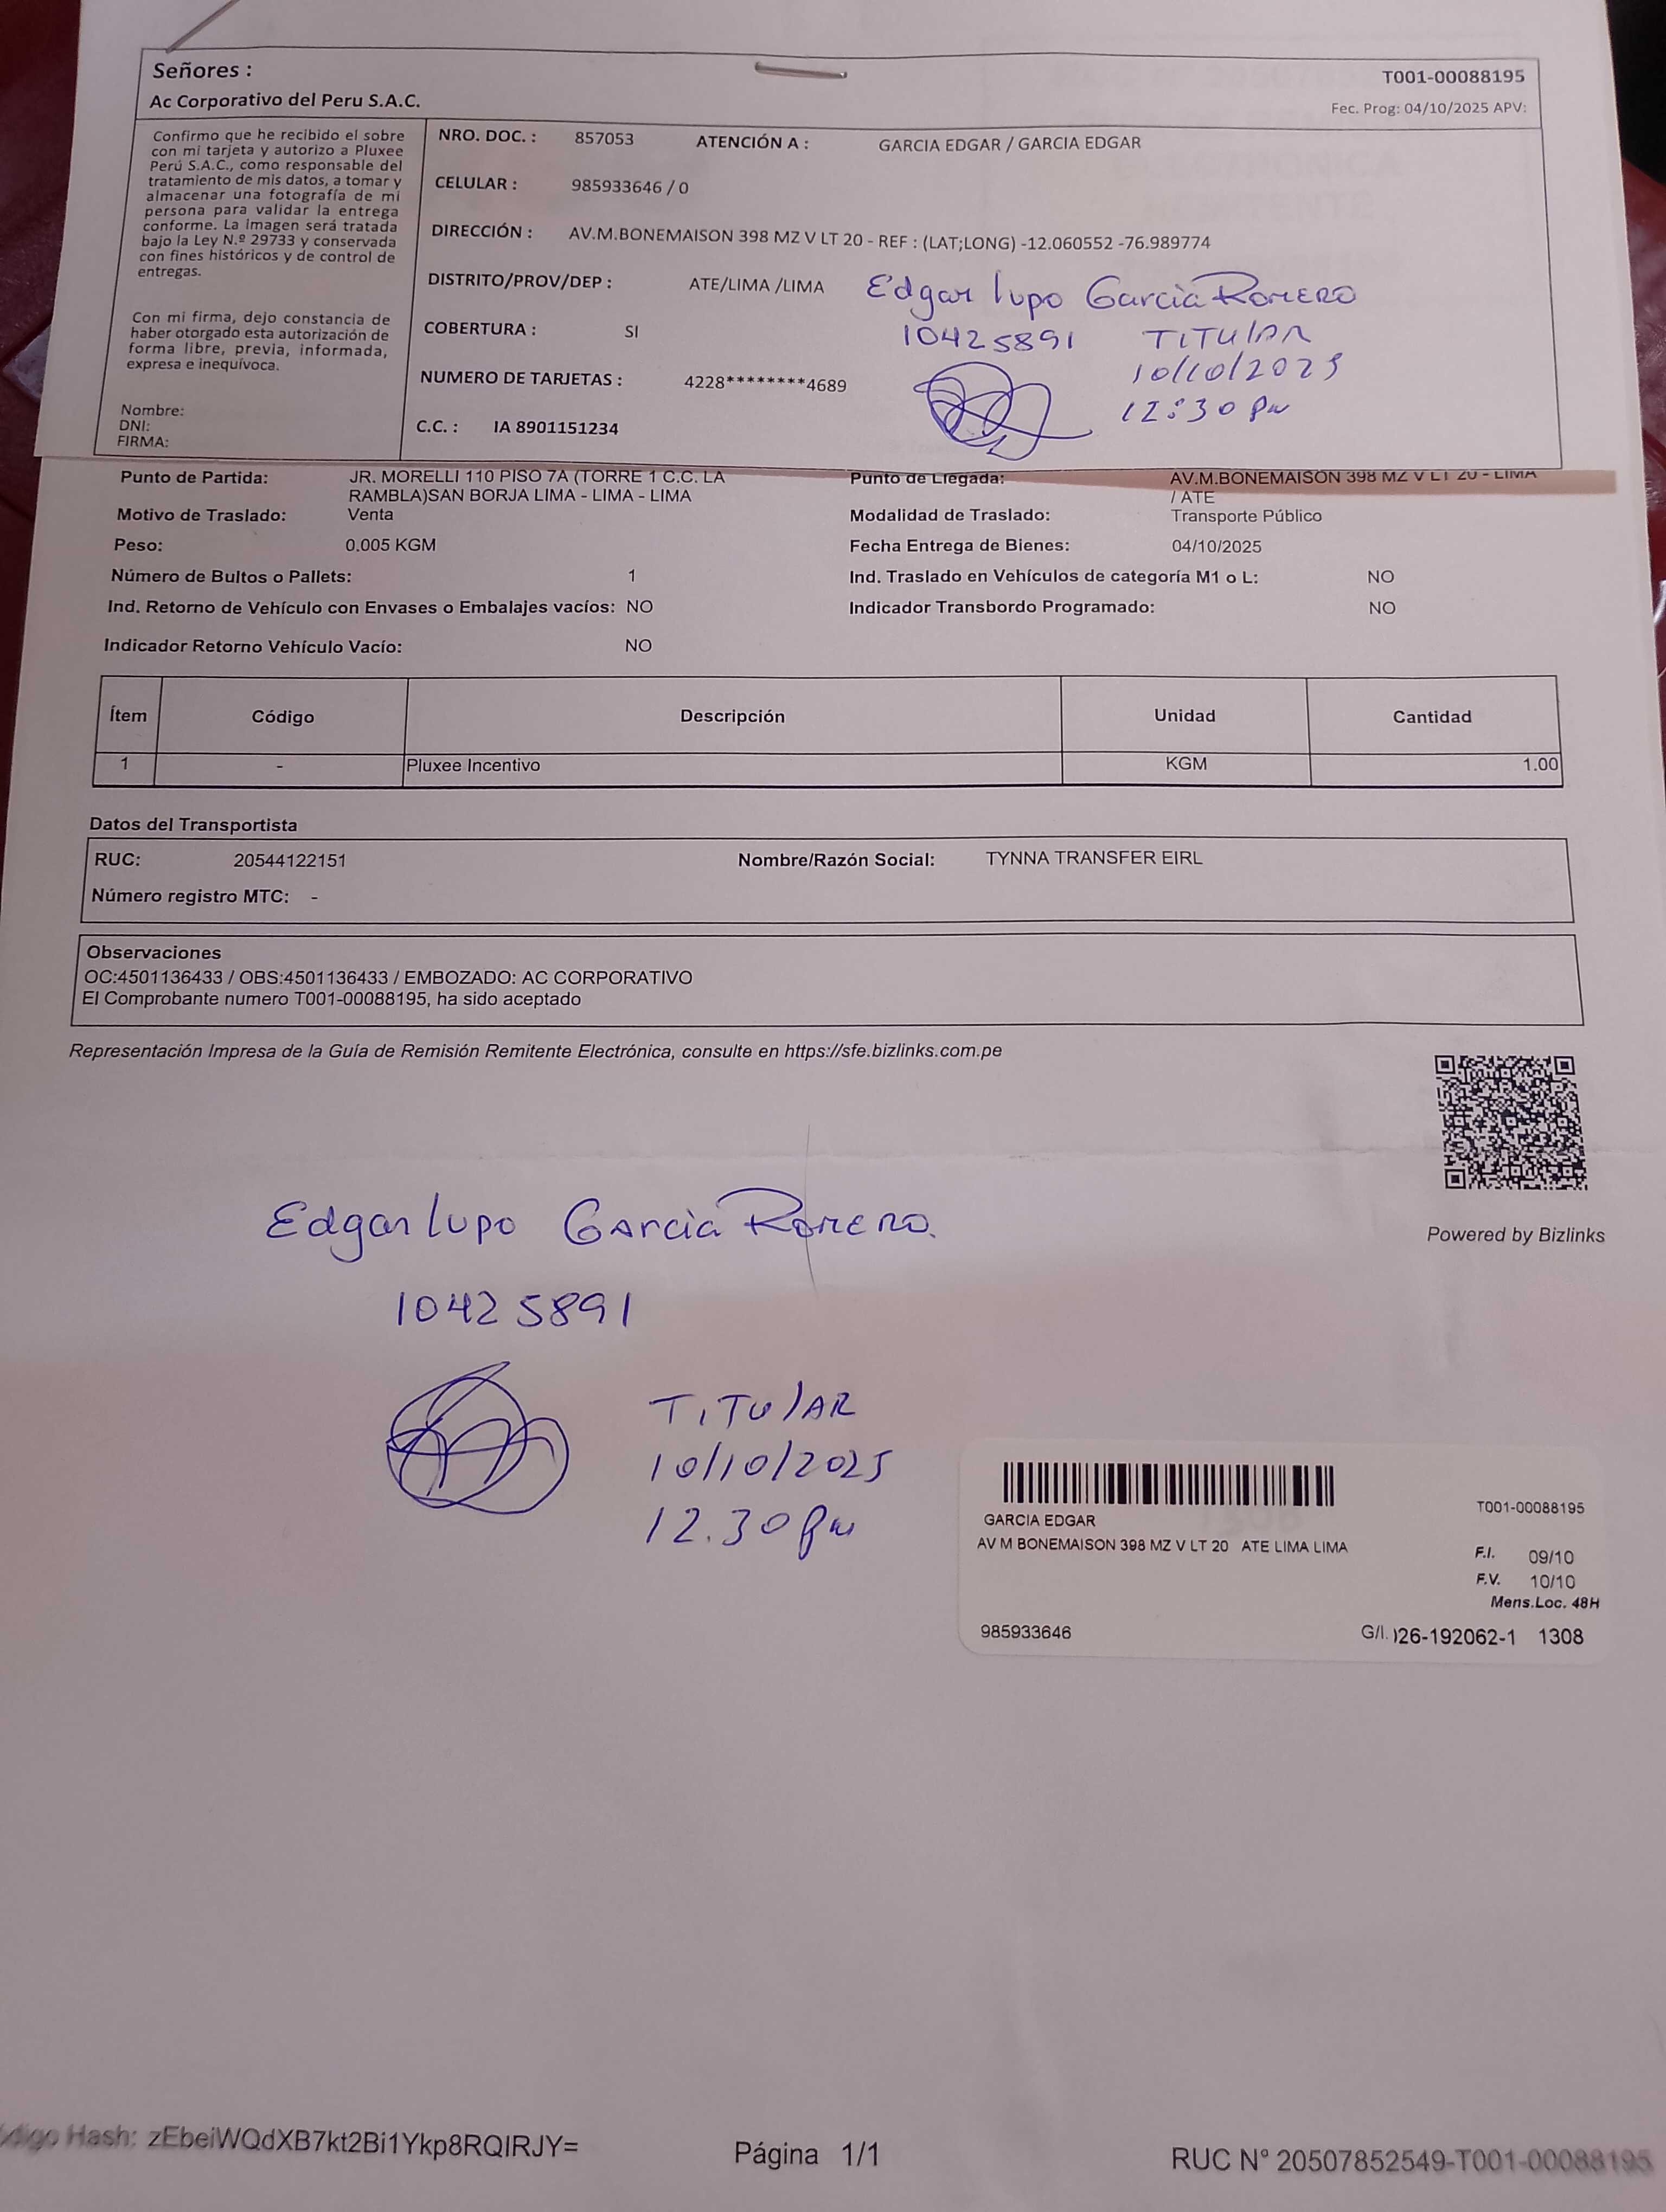 Señores :
T001-00088195
Ac Corporativo del Peru S.A.C.
Fec. Prog: 04/10/2025 APV:
Confirmo que he recibido el sobre
con mi tarjeta y autorizo a Pluxee
Perú S.A.C., como responsable del
tratamiento de mis datos, a tomar y
almacenar una fotografía de mi
persona para validar la entrega
conforme. La imagen será tratada
bajo la Ley N.º 29733 y conservada
con fines históricos y de control de
entregas.
Con mi firma, dejo constancia de
haber otorgado esta autorización de
forma libre, previa, informada,
expresa e inequívoca.
Nombre:
DNI:
FIRMA:
NRO. DOC. : 857053 ATENCIÓN A : GARCIA EDGAR / GARCIA EDGAR
CELULAR : 985933646 / 0
DIRECCIÓN : AV.M.BONEMAISON 398 MZ V LT 20 - REF : (LAT;LONG) -12.060552 -76.989774
DISTRITO/PROV/DEP : ATE/LIMA /LIMA
COBERTURA : SI
NUMERO DE TARJETAS : 4228********4689
C.C. : IA 8901151234
Edgar lupo Garcia Romero
10425891 TITULAR
10/10/2025
12:30 pm
Punto de Partida: JR. MORELLI 110 PISO 7A (TORRE 1 C.C. LA
RAMBLA)SAN BORJA LIMA - LIMA - LIMA
Punto de Llegada: AV.M.BONEMAISON 398 MZ V LT 20 - LIMA
/ ATE
Motivo de Traslado: Venta
Modalidad de Traslado: Transporte Público
Peso: 0.005 KGM
Fecha Entrega de Bienes: 04/10/2025
Número de Bultos o Pallets: 1
Ind. Traslado en Vehículos de categoría M1 o L: NO
Ind. Retorno de Vehículo con Envases o Embalajes vacíos: NO
Indicador Transbordo Programado: NO
Indicador Retorno Vehículo Vacío: NO
Ítem Código Descripción Unidad Cantidad
1 - Pluxee Incentivo KGM 1.00
Datos del Transportista
RUC: 20544122151 Nombre/Razón Social: TYNNA TRANSFER EIRL
Número registro MTC: -
Observaciones
OC:4501136433 / OBS:4501136433 / EMBOZADO: AC CORPORATIVO
El Comprobante numero T001-00088195, ha sido aceptado
Representación Impresa de la Guía de Remisión Remitente Electrónica, consulte en https://sfe.bizlinks.com.pe
Powered by Bizlinks
Edgar lupo Garcia Romero.
10425891
TITULAR
10/10/2025
12.30 pm
T001-00088195
GARCIA EDGAR
AV M BONEMAISON 398 MZ V LT 20 ATE LIMA LIMA
F.I. 09/10
F.V. 10/10
Mens.Loc. 48H
985933646
G/I. )26-192062-1 1308
Código Hash: zEbeiWQdXB7kt2Bi1Ykp8RQIRJY=
Página 1/1
RUC N° 20507852549-T001-00088195